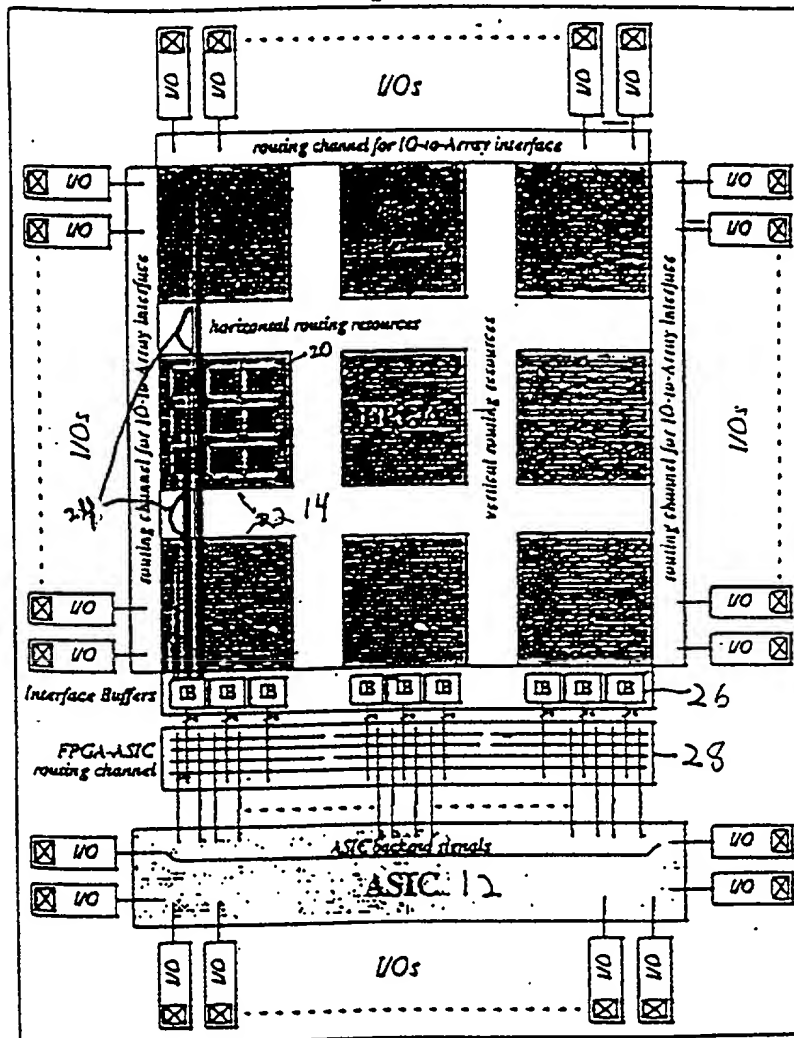 I/O I/O I/O I/O
I/Os
routing channel for IO-to-Array interface
I/O I/O
I/O I/O
routing channel for IO-to-Array interface
horizontal routing resources
20
FPGA
vertical routing resources
routing channel for IO-to-Array interface
I/Os
I/Os
24
22 14
I/O I/O
I/O I/O
Interface Buffers
IB IB IB IB IB IB IB IB IB
26
FPGA-ASIC
routing channel
28
I/O ASIC backend signals I/O
I/O ASIC 12 I/O
I/O I/O I/Os I/O I/O